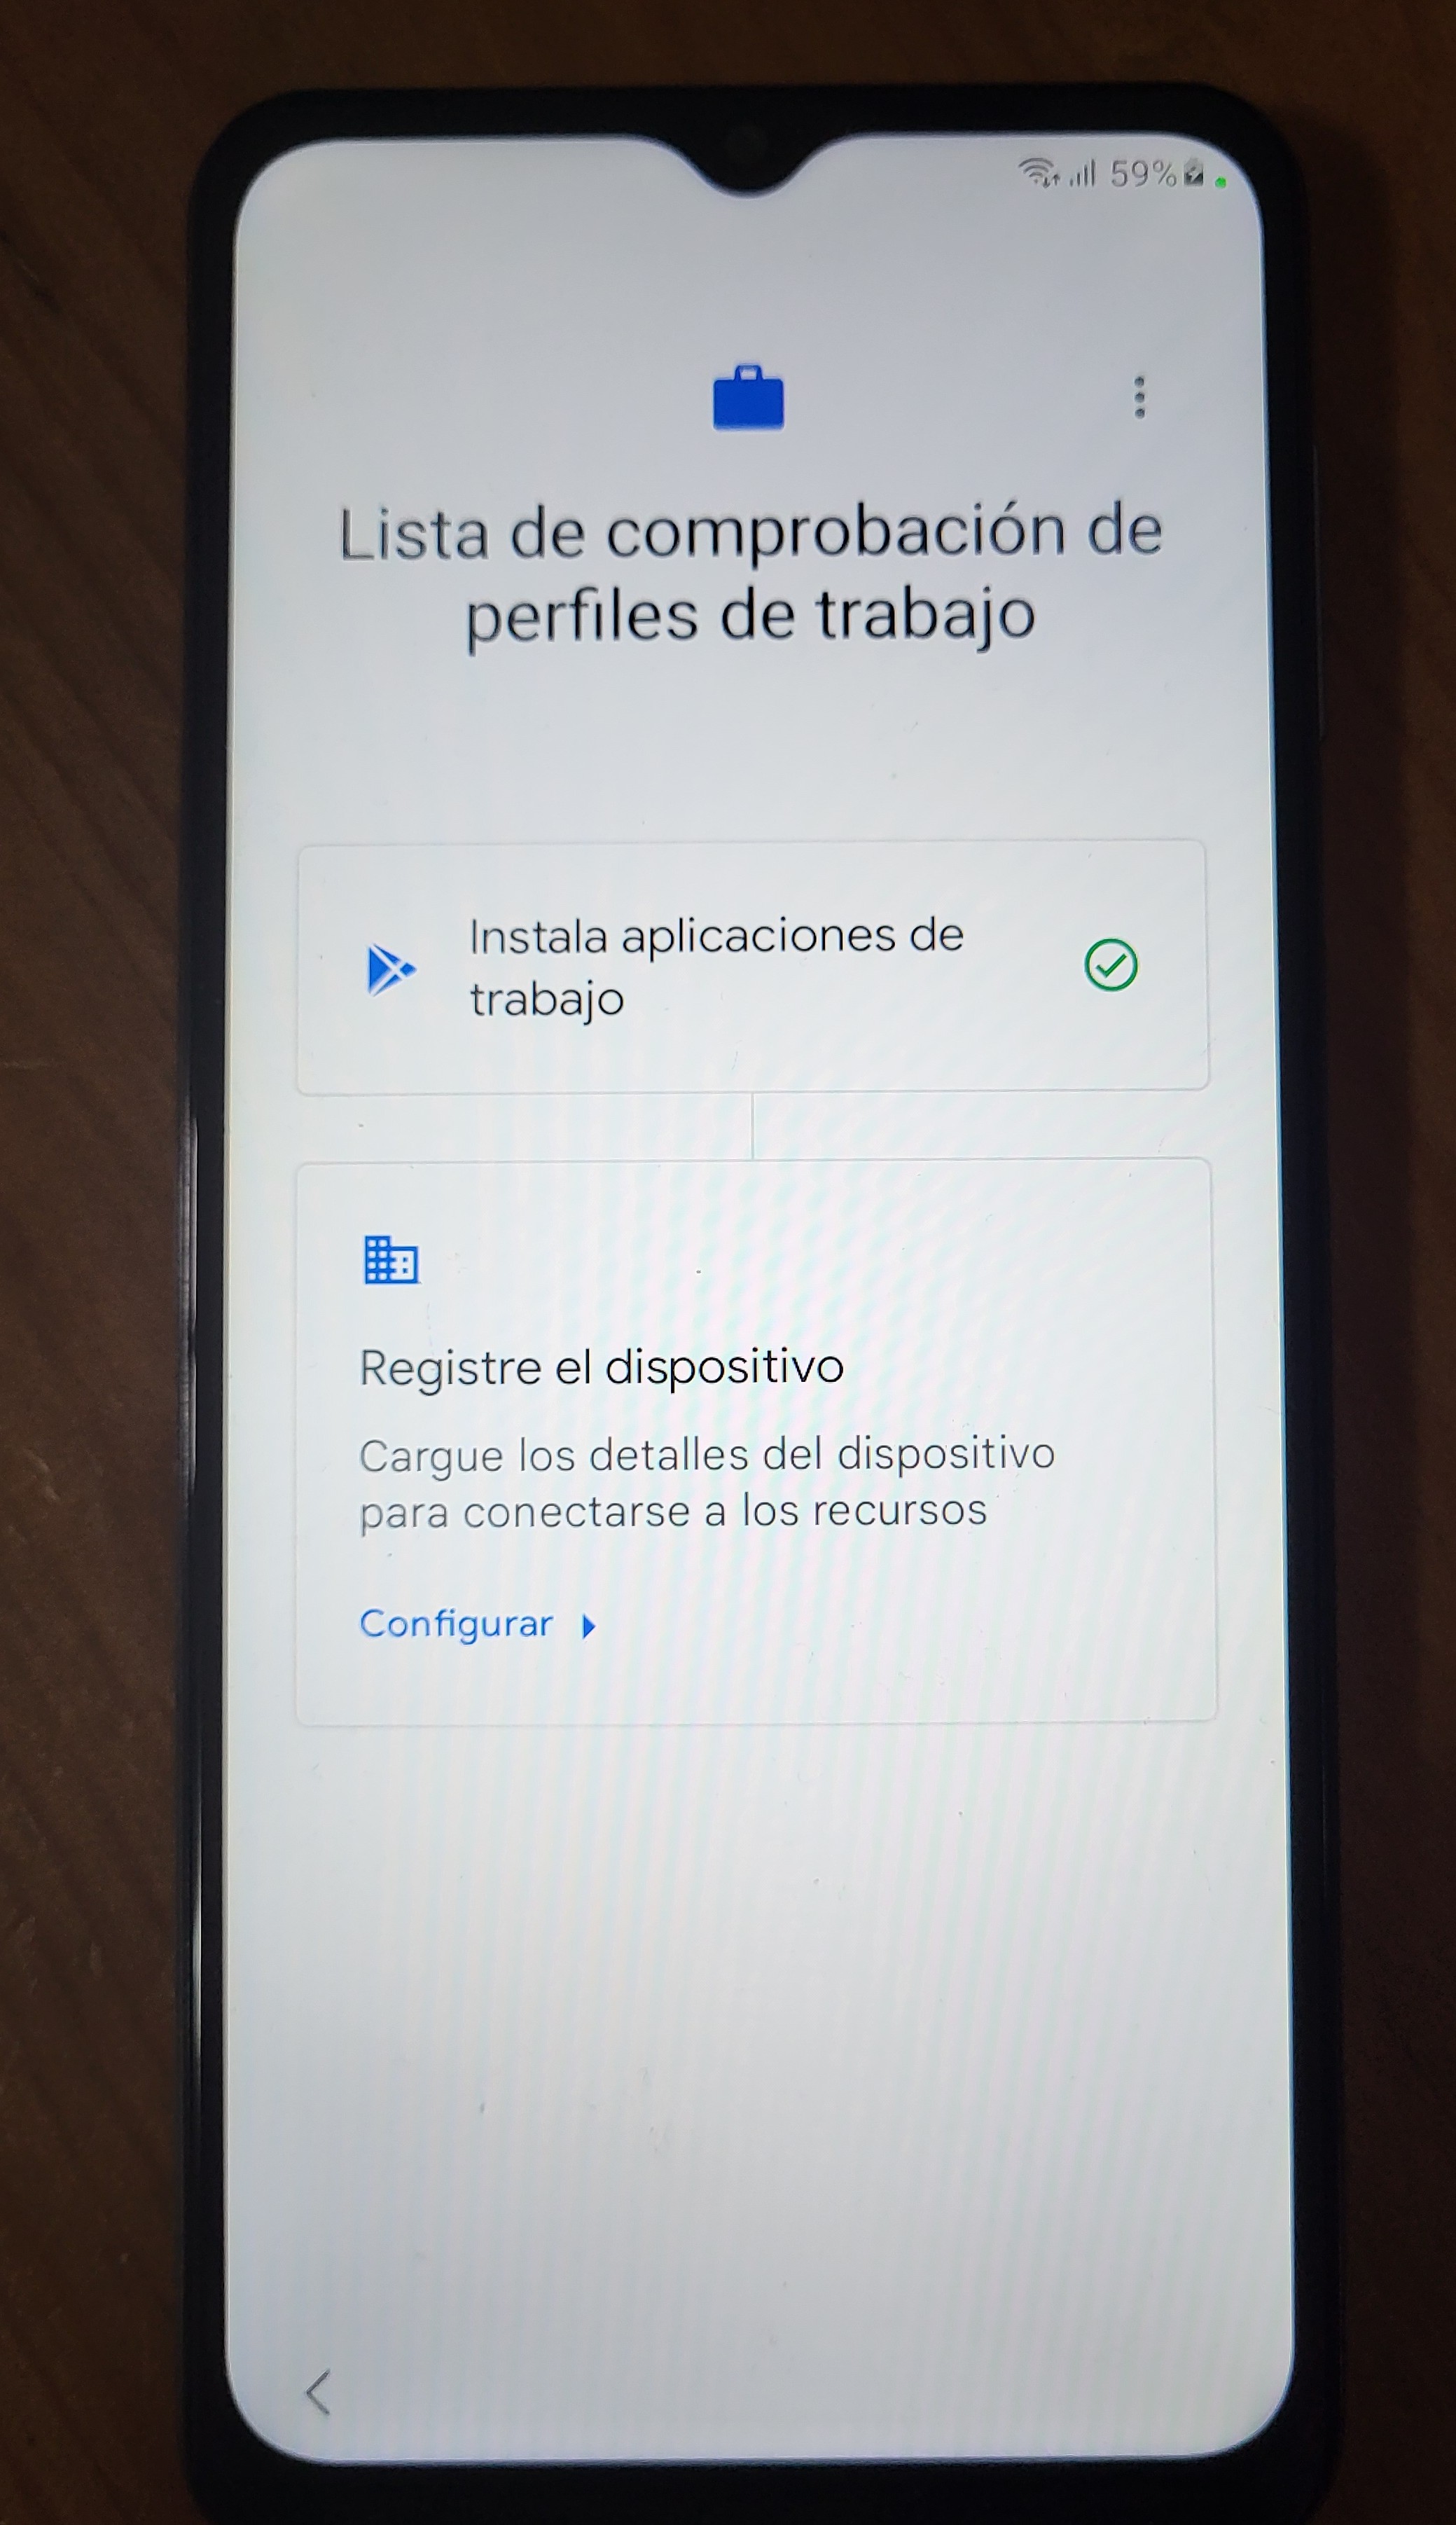 59%
Lista de comprobación de
perfiles de trabajo
Instala aplicaciones de
trabajo
Registre el dispositivo
Cargue los detalles del dispositivo
para conectarse a los recursos
Configurar